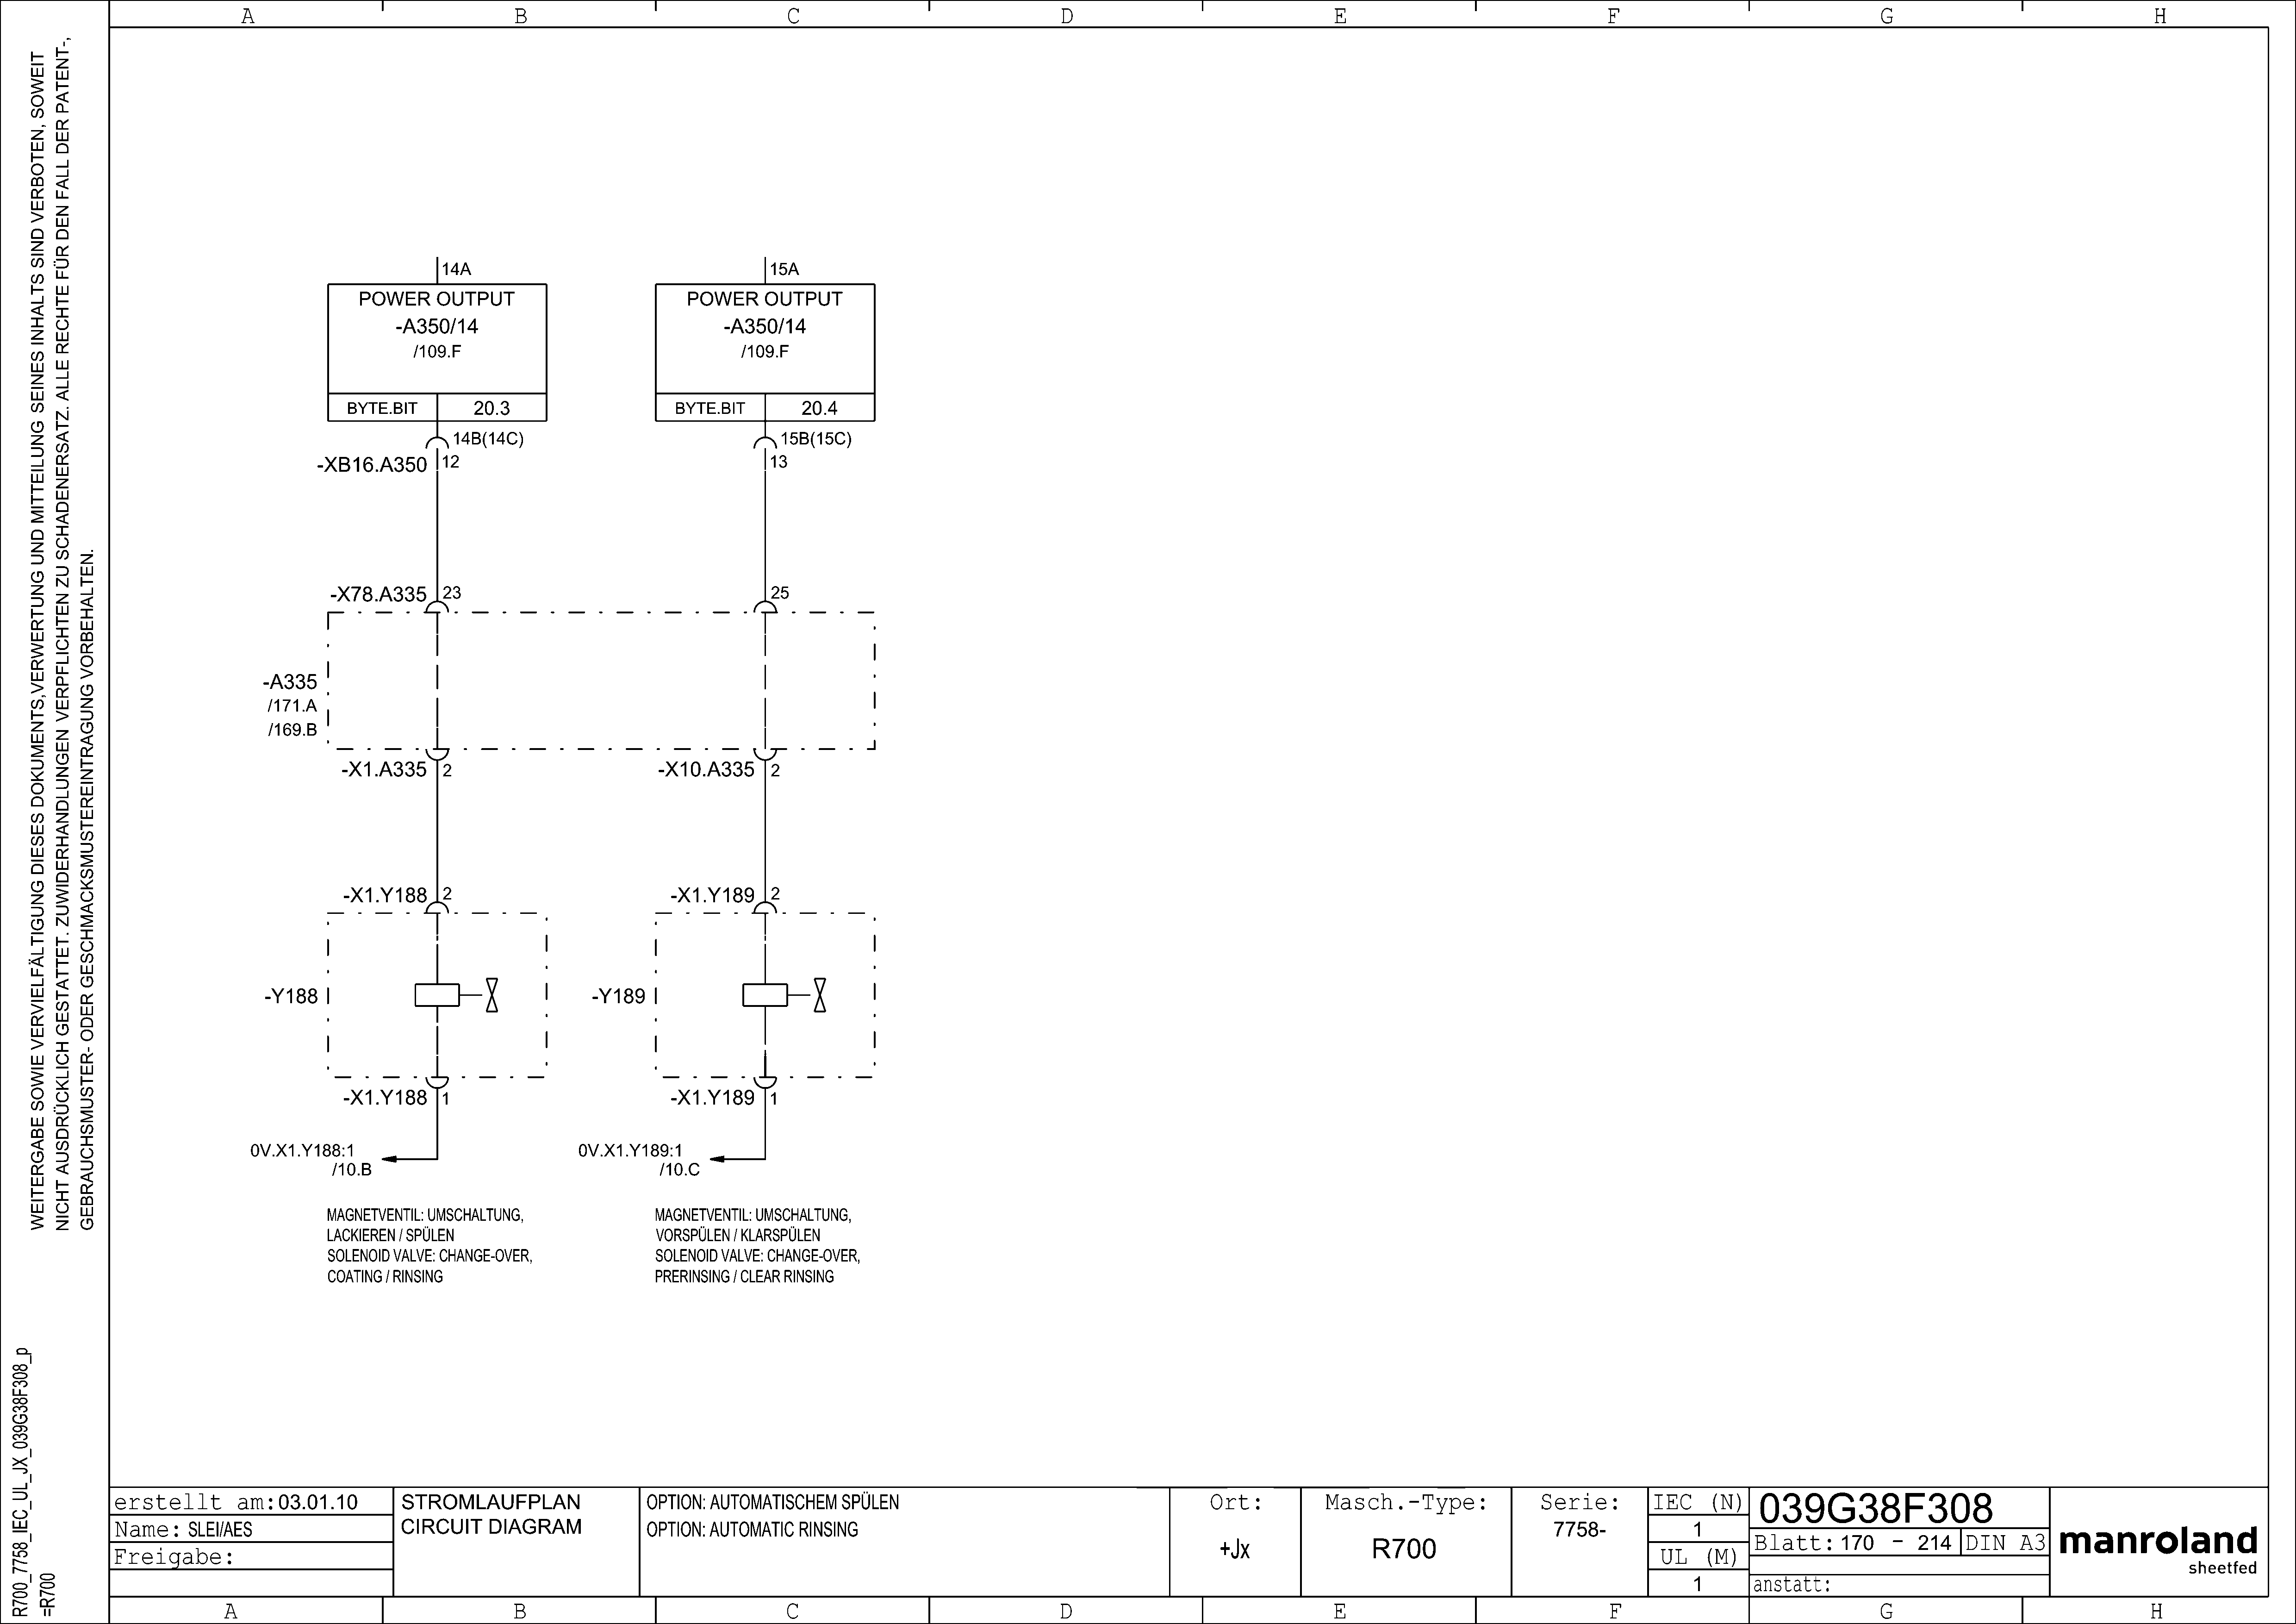 A B C D E F G H
WEITERGABE SOWIE VERVIELFÄLTIGUNG DIESES DOKUMENTS,VERWERTUNG UND MITTEILUNG SEINES INHALTS SIND VERBOTEN, SOWEIT
NICHT AUSDRÜCKLICH GESTATTET. ZUWIDERHANDLUNGEN VERPFLICHTEN ZU SCHADENERSATZ. ALLE RECHTE FÜR DEN FALL DER PATENT-,
GEBRAUCHSMUSTER- ODER GESCHMACKSMUSTEREINTRAGUNG VORBEHALTEN.
R700_7758_IEC_UL_JX_039G38F308_p
=R700
14A
POWER OUTPUT
-A350/14
/109.F
BYTE.BIT 20.3
14B(14C)
-XB16.A350 12
15A
POWER OUTPUT
-A350/14
/109.F
BYTE.BIT 20.4
15B(15C)
13
-X78.A335 23
25
-A335
/171.A
/169.B
-X1.A335 2
-X10.A335 2
-X1.Y188 2
-X1.Y189 2
-Y188
-Y189
-X1.Y188 1
-X1.Y189 1
0V.X1.Y188:1
/10.B
0V.X1.Y189:1
/10.C
MAGNETVENTIL: UMSCHALTUNG,
LACKIEREN / SPÜLEN
SOLENOID VALVE: CHANGE-OVER,
COATING / RINSING
MAGNETVENTIL: UMSCHALTUNG,
VORSPÜLEN / KLARSPÜLEN
SOLENOID VALVE: CHANGE-OVER,
PRERINSING / CLEAR RINSING
erstellt am: 03.01.10
Name: SLEI/AES
Freigabe:
STROMLAUFPLAN
CIRCUIT DIAGRAM
OPTION: AUTOMATISCHEM SPÜLEN
OPTION: AUTOMATIC RINSING
Ort:
+Jx
Masch.-Type:
R700
Serie:
7758-
IEC (N)
1
UL (M)
1
039G38F308
Blatt: 170 - 214 DIN A3
anstatt:
manroland
sheetfed
A B C D E F G H